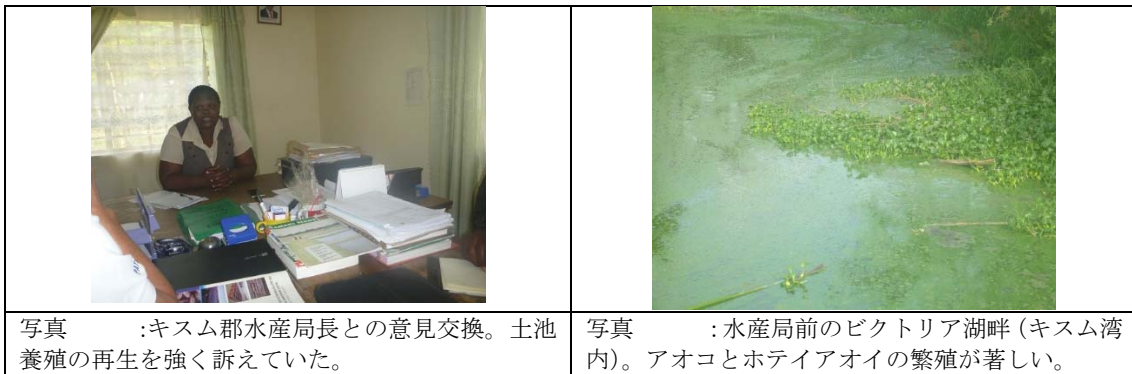 写真　　　:キスム郡水産局長との意見交換。土池
養殖の再生を強く訴えていた。
写真　　　:水産局前のビクトリア湖畔（キスム湾
内）。アオコとホテイアオイの繁殖が著しい。